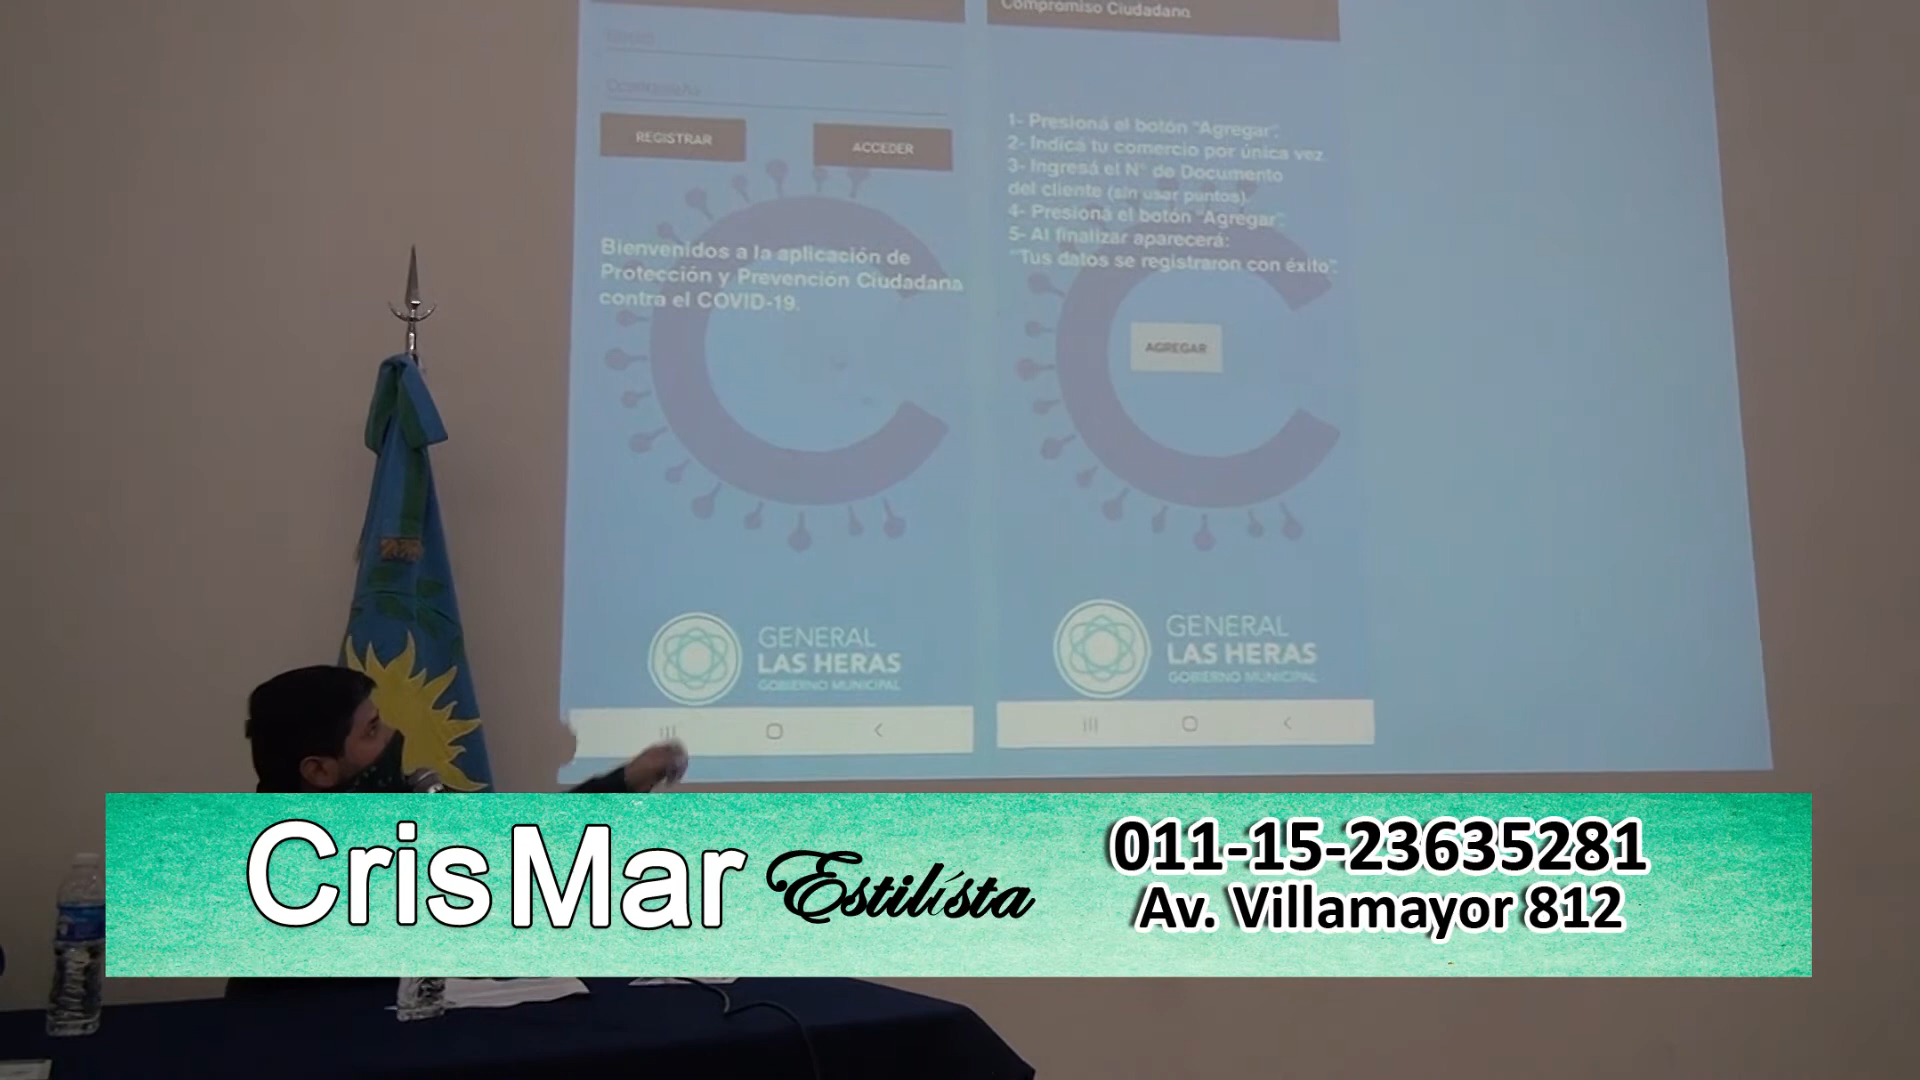 Compromiso Ciudadano
Contraseña
REGISTRAR
ACCEDER
Bienvenidos a la aplicación de
Protección y Prevención Ciudadana
contra el COVID-19.
1- Presioná el botón "Agregar".
2- Indicá tu comercio por única vez.
3- Ingresá el N° de Documento
del cliente (sin usar puntos).
4- Presioná el botón "Agregar".
5- Al finalizar aparecerá:
"Tus datos se registraron con éxito".
AGREGAR
GENERAL
LAS HERAS
GOBIERNO MUNICIPAL
GENERAL
LAS HERAS
GOBIERNO MUNICIPAL
CrisMar Estilísta
011-15-23635281
Av. Villamayor 812